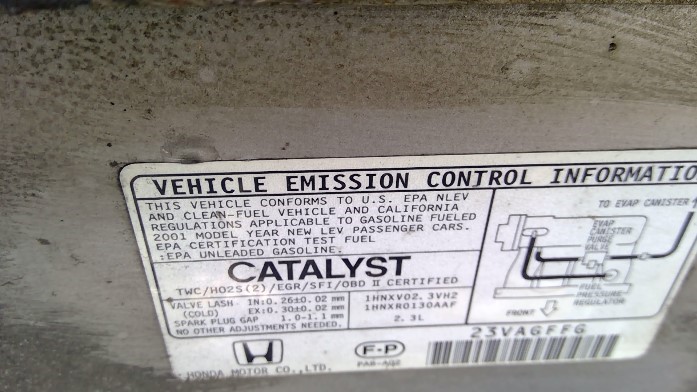 VEHICLE EMISSION CONTROL INFORMATIO
THIS VEHICLE CONFORMS TO U.S. EPA NLEV
AND CLEAN-FUEL VEHICLE AND CALIFORNIA
REGULATIONS APPLICABLE TO GASOLINE FUELED
2001 MODEL YEAR NEW LEV PASSENGER CARS.
EPA CERTIFICATION TEST FUEL
:EPA UNLEADED GASOLINE.
CATALYST
TWC/HO2S(2)/EGR/SFI/OBD II CERTIFIED
VALVE LASH IN:0.26±0.02 mm
(COLD) EX:0.30±0.02 mm
SPARK PLUG GAP 1.0-1.1 mm
NO OTHER ADJUSTMENTS NEEDED.
1HNXV02.3VH2
1HNXR0130AAF
2.3L
TO EVAP CANISTER
EVAP
CANISTER
PURGE
VALVE
FUEL
PRESSURE
REGULATOR
FRONT
HONDA MOTOR CO.,LTD.
F-P
PAR-AQ2
23VAGFFG